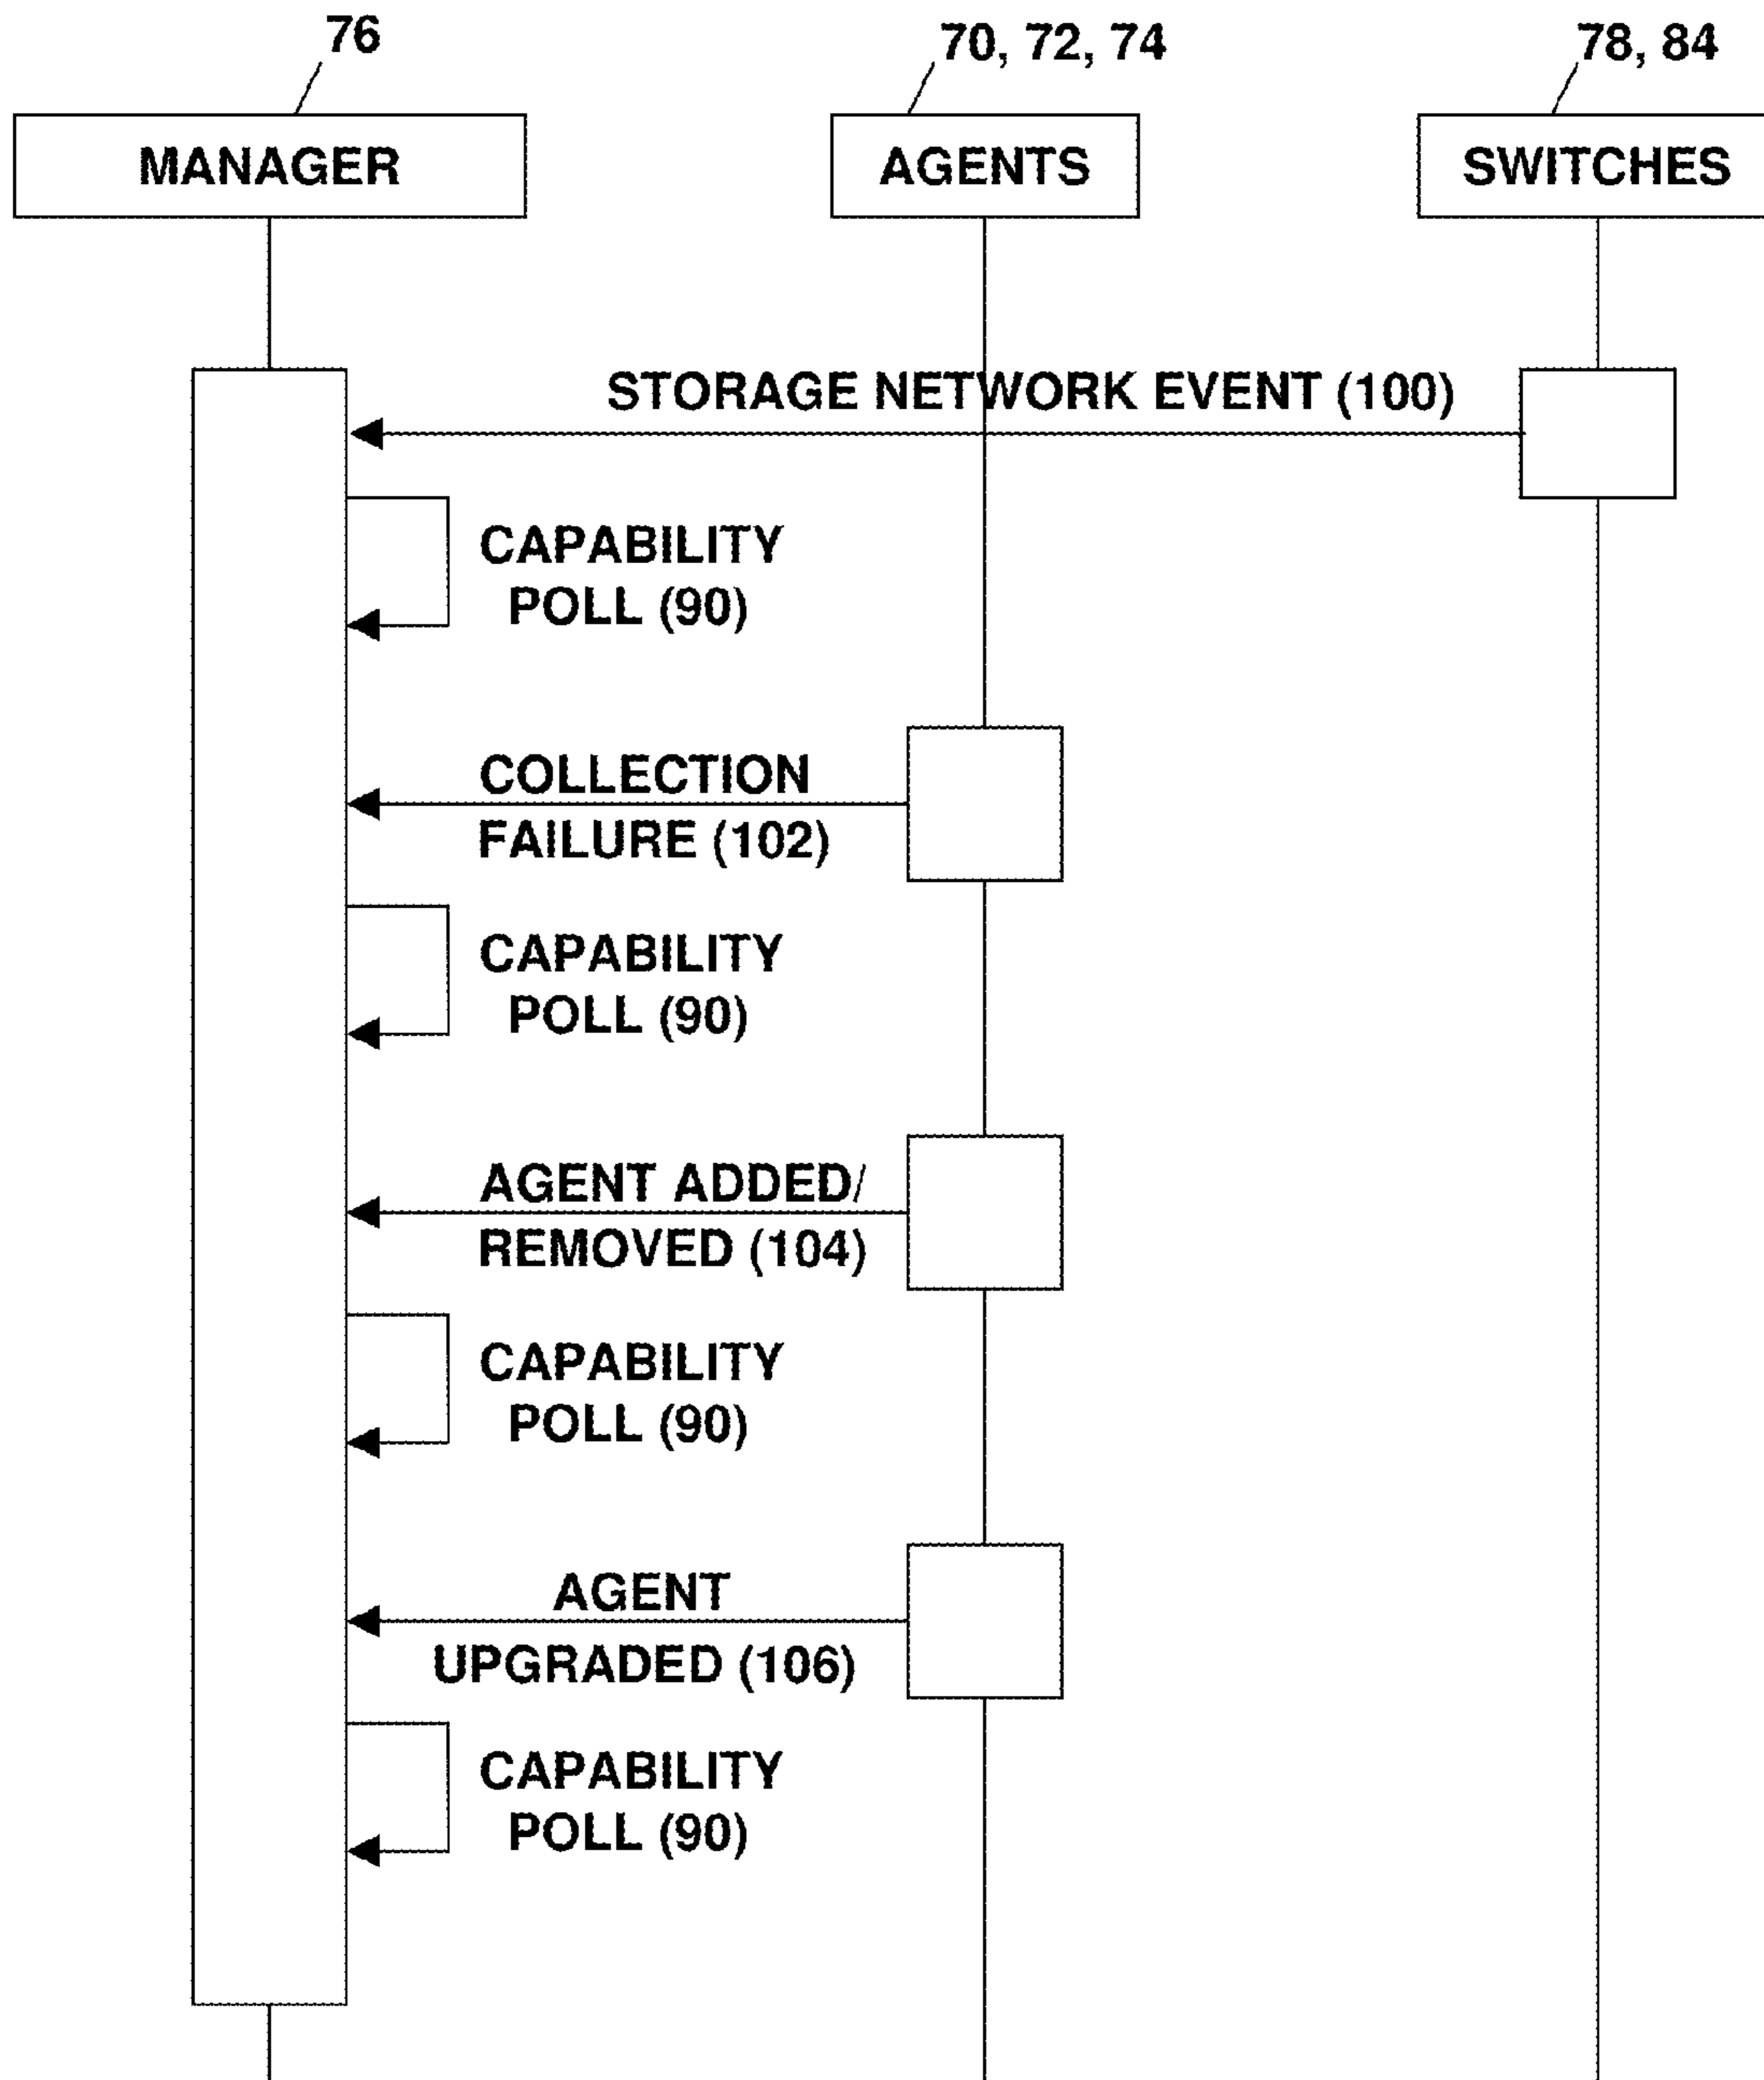 76
70, 72, 74
78, 84
MANAGER
AGENTS
SWITCHES
STORAGE NETWORK EVENT (100)
CAPABILITY
POLL (90)
COLLECTION
FAILURE (102)
CAPABILITY
POLL (90)
AGENT ADDED/
REMOVED (104)
CAPABILITY
POLL (90)
AGENT
UPGRADED (106)
CAPABILITY
POLL (90)